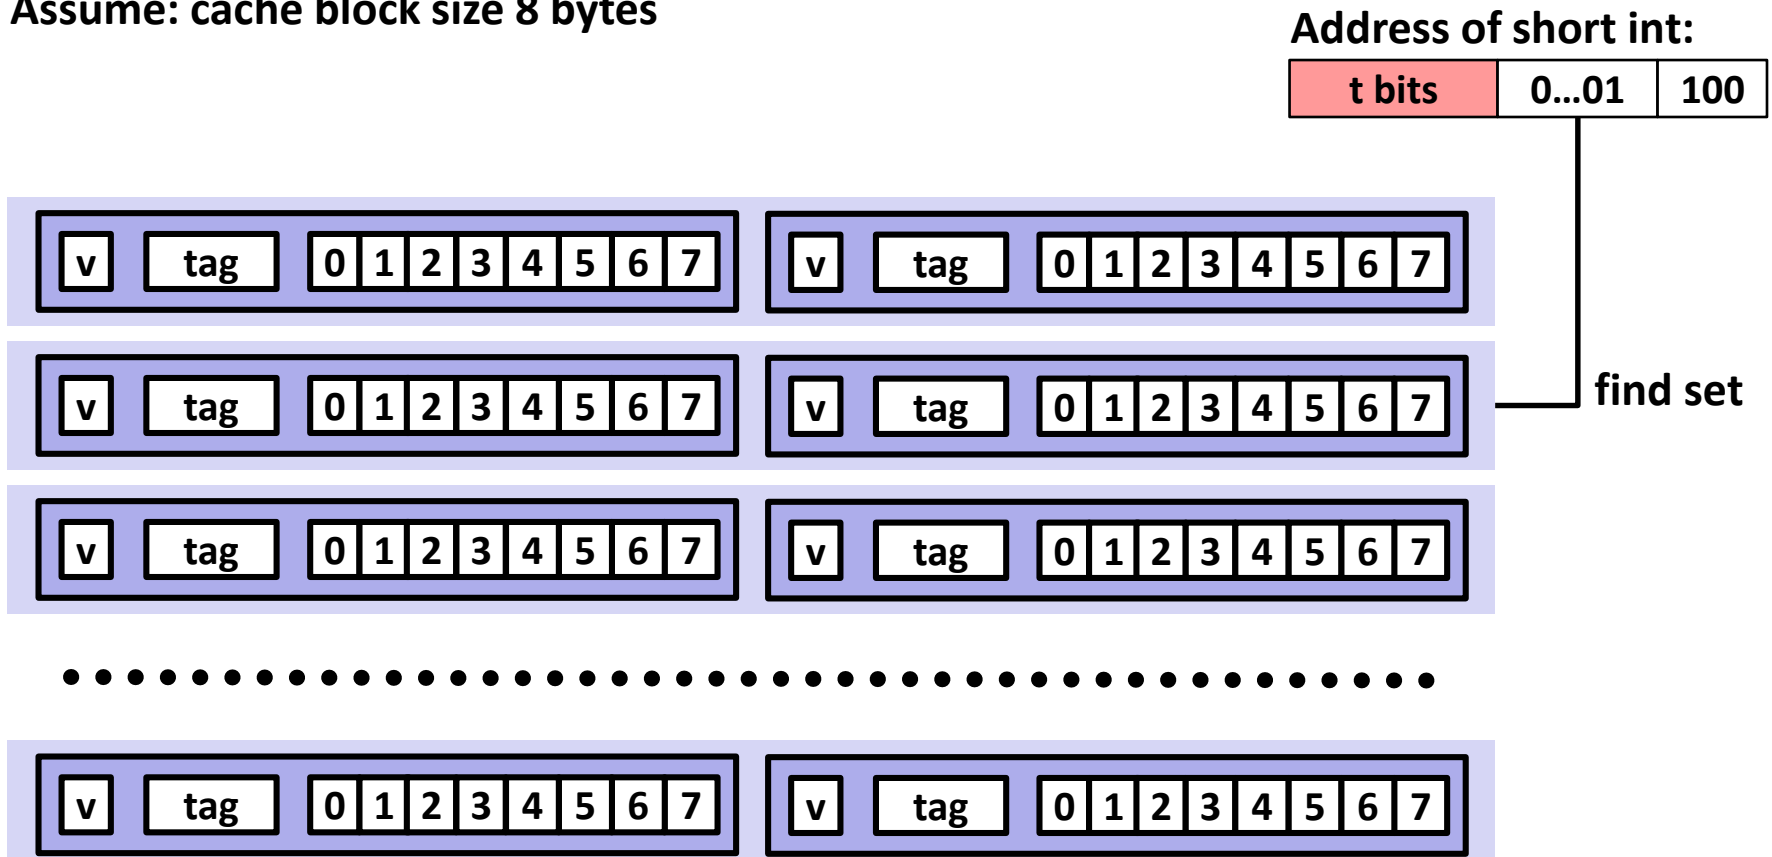 Assume: cache block size 8 bytes
Address of short int:
t bits 0...01 100
v tag 0 1 2 3 4 5 6 7 v tag 0 1 2 3 4 5 6 7
v tag 0 1 2 3 4 5 6 7 v tag 0 1 2 3 4 5 6 7 find set
v tag 0 1 2 3 4 5 6 7 v tag 0 1 2 3 4 5 6 7
v tag 0 1 2 3 4 5 6 7 v tag 0 1 2 3 4 5 6 7